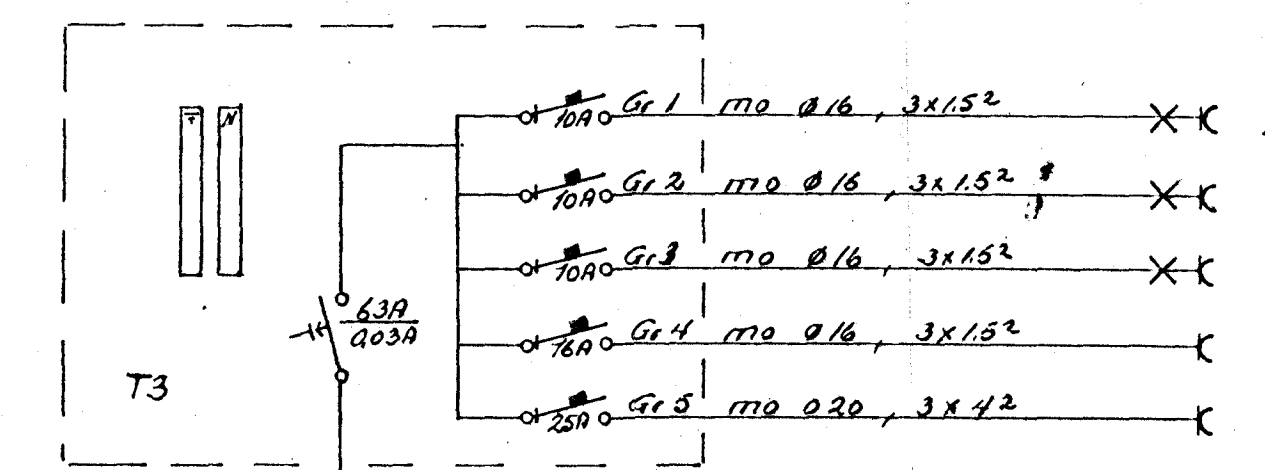 N
10A Gr 1 mo ø16, 3x1.5²
10A Gr 2 mo ø16, 3x1.5²
10A Gr 3 mo ø16, 3x1.5²
63A
0.03A
16A Gr 4 mo ø16, 3x1.5²
T3
25A Gr 5 mo ø20, 3x4²